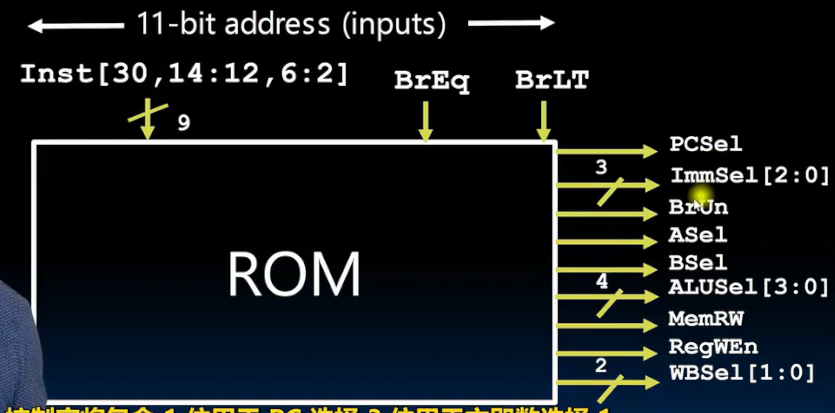 11-bit address (inputs)
Inst[30,14:12,6:2]
BrEq
BrLT
9
ROM
PCSel
3
ImmSel[2:0]
BrUn
ASel
BSel
4
ALUSel[3:0]
MemRW
RegWEn
2
WBSel[1:0]